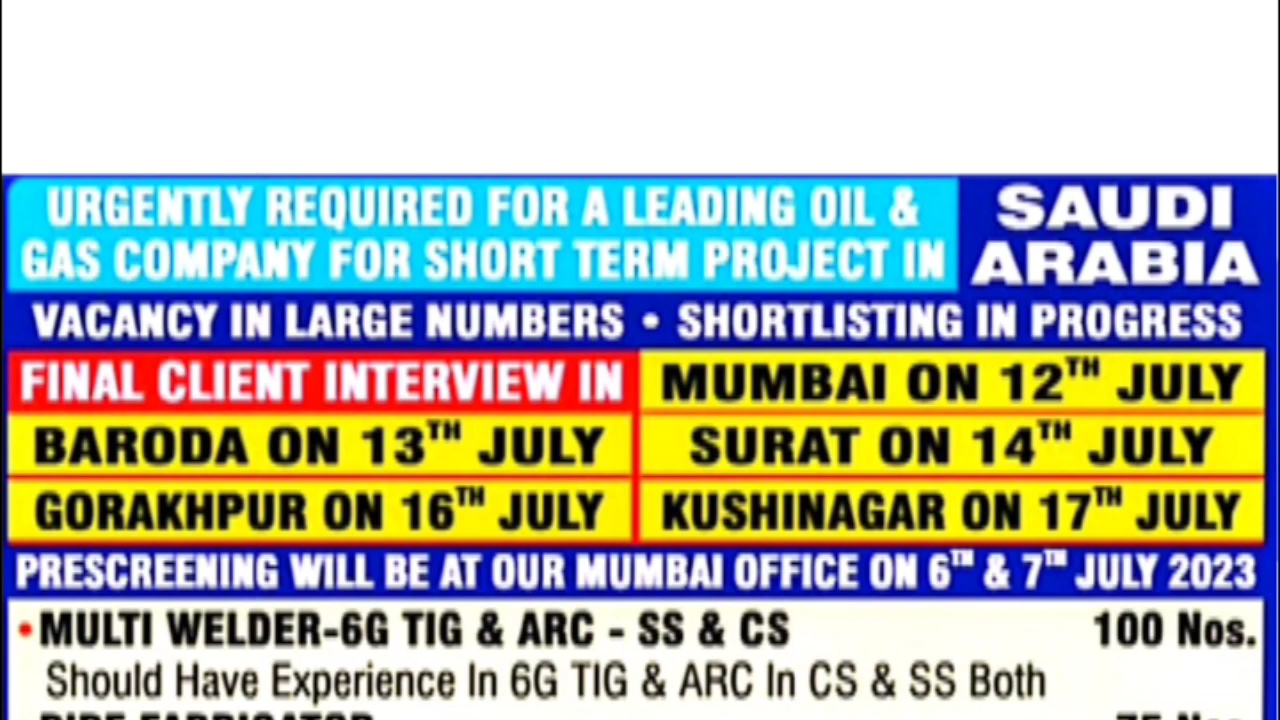 URGENTLY REQUIRED FOR A LEADING OIL &
GAS COMPANY FOR SHORT TERM PROJECT IN
SAUDI
ARABIA
VACANCY IN LARGE NUMBERS • SHORTLISTING IN PROGRESS
FINAL CLIENT INTERVIEW IN
MUMBAI ON 12TH JULY
BARODA ON 13TH JULY
SURAT ON 14TH JULY
GORAKHPUR ON 16TH JULY
KUSHINAGAR ON 17TH JULY
PRESCREENING WILL BE AT OUR MUMBAI OFFICE ON 6TH & 7TH JULY 2023
• MULTI WELDER-6G TIG & ARC - SS & CS 100 Nos.
Should Have Experience In 6G TIG & ARC In CS & SS Both
PIPE FABRICATOR 75 Nos.